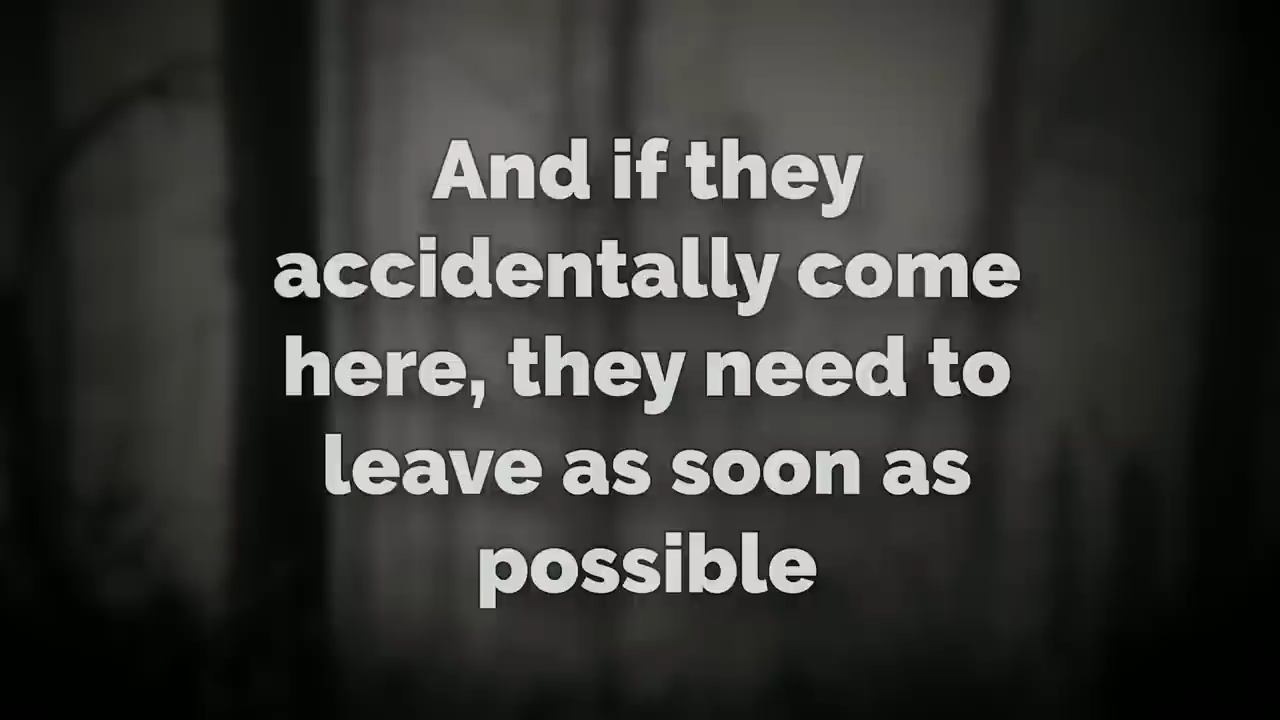 And if they
accidentally come
here, they need to
leave as soon as
possible